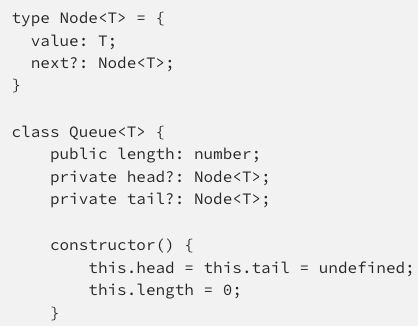 type Node<T> = {
  value: T;
  next?: Node<T>;
}

class Queue<T> {
    public length: number;
    private head?: Node<T>;
    private tail?: Node<T>;

    constructor() {
        this.head = this.tail = undefined;
        this.length = 0;
    }